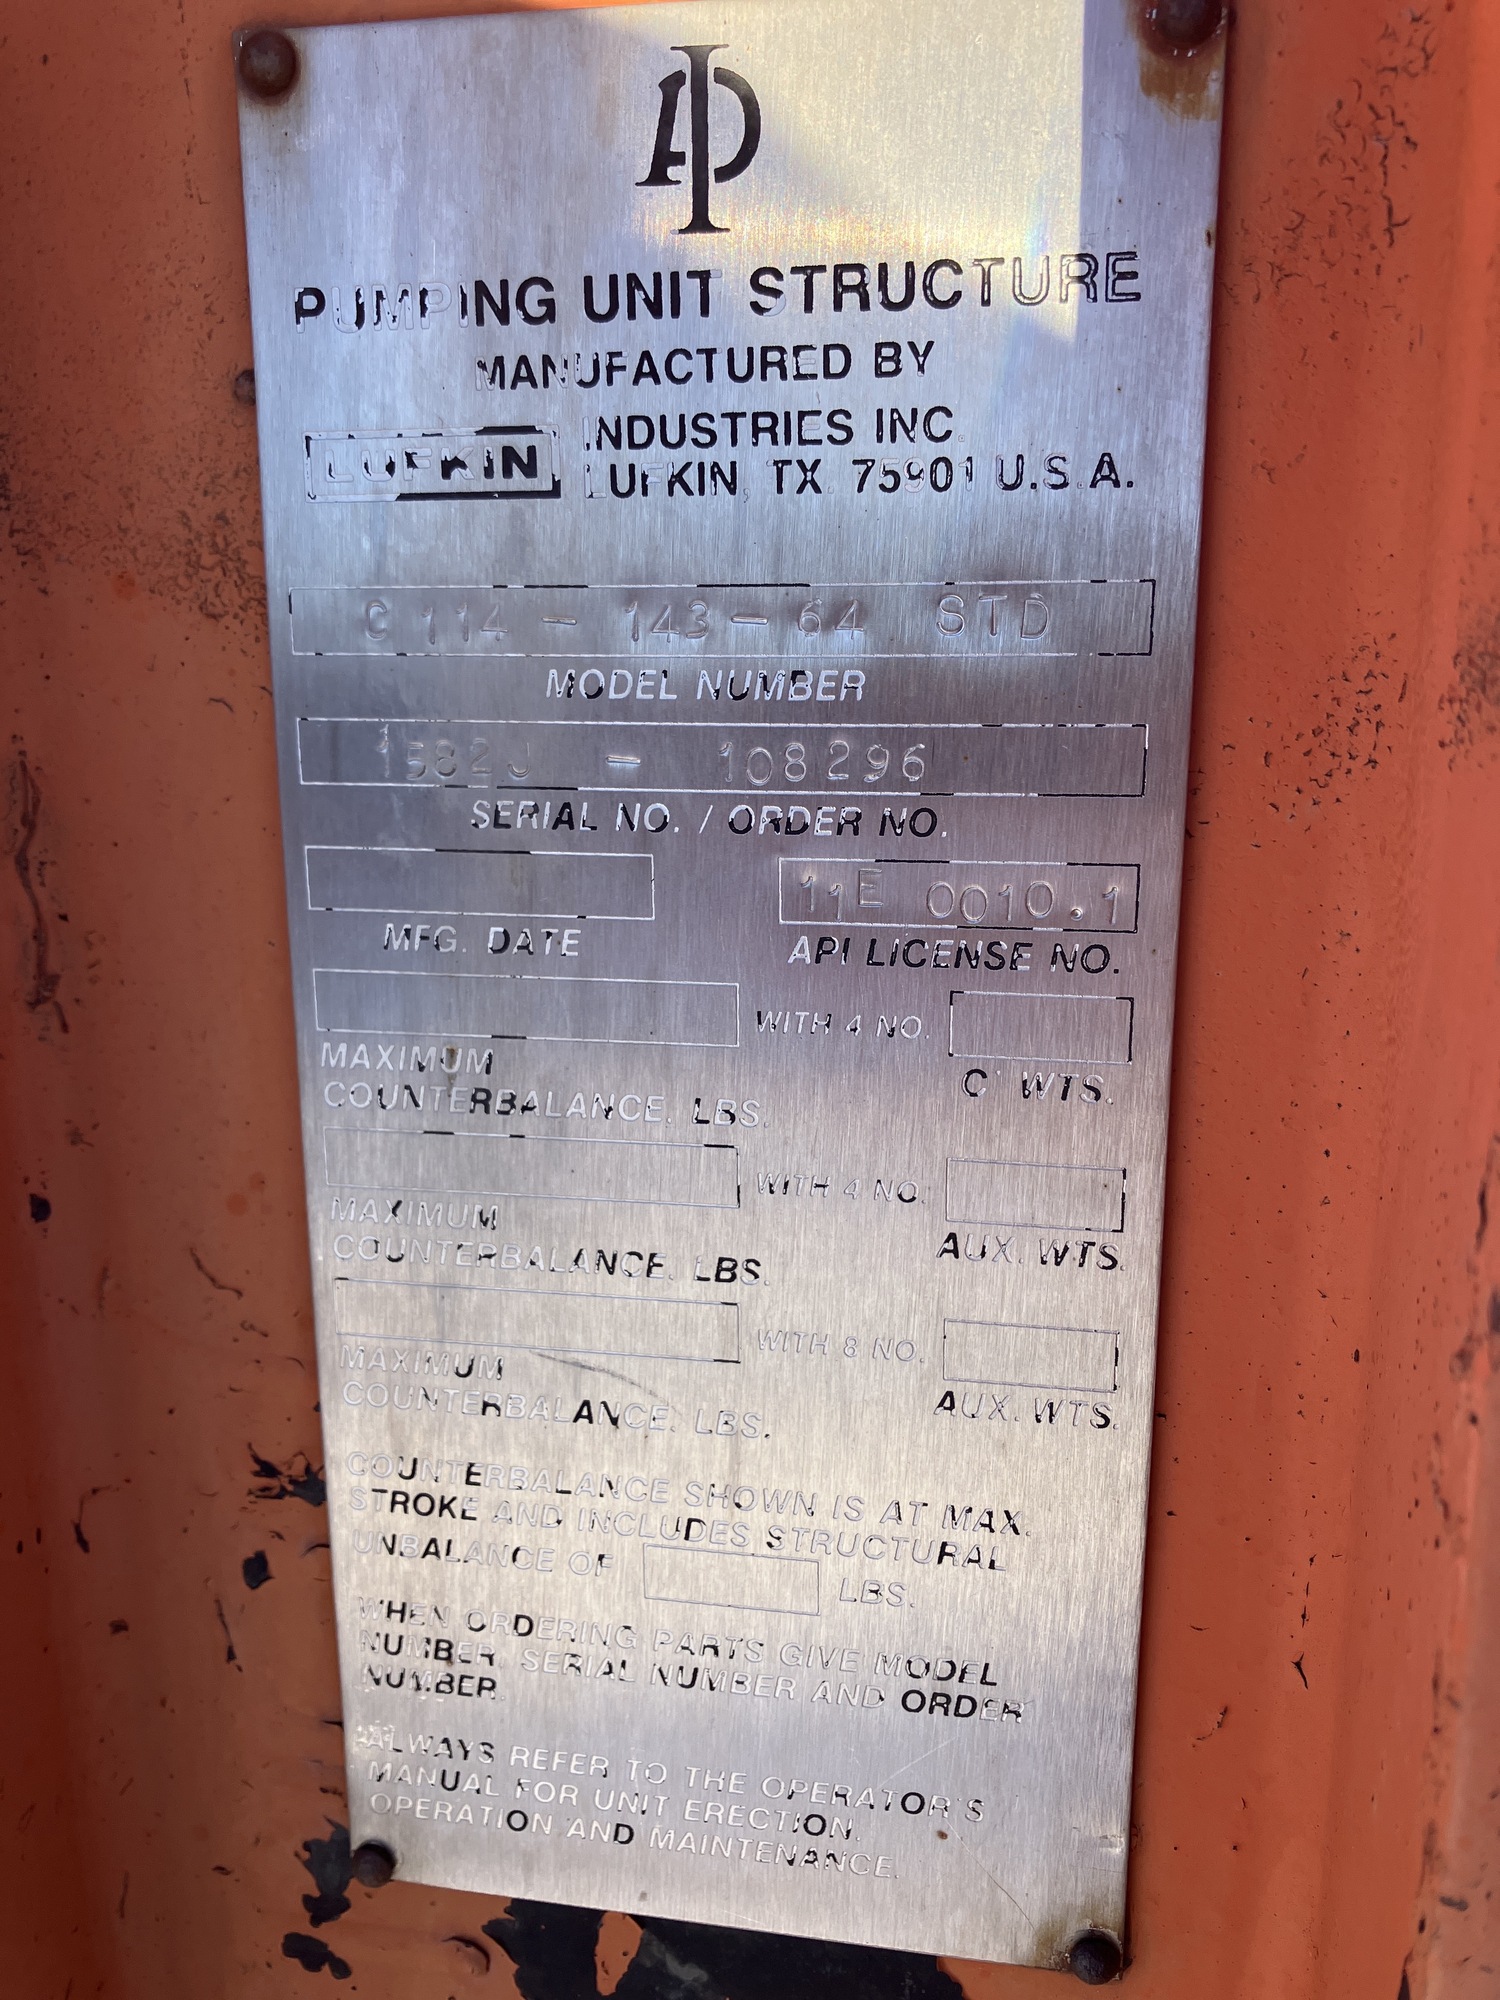 API
PUMPING UNIT STRUCTURE
MANUFACTURED BY
LUFKIN INDUSTRIES INC.
LUFKIN, TX. 75901 U.S.A.
C 114 - 143 - 64 STD
MODEL NUMBER
1582J - 108296
SERIAL NO. / ORDER NO.
11E 0010.1
MFG. DATE API LICENSE NO.
WITH 4 NO.
MAXIMUM
COUNTERBALANCE, LBS. C' WTS.
WITH 4 NO.
MAXIMUM
COUNTERBALANCE, LBS. AUX. WTS.
WITH 8 NO.
MAXIMUM
COUNTERBALANCE, LBS. AUX. WTS.
COUNTERBALANCE SHOWN IS AT MAX.
STROKE AND INCLUDES STRUCTURAL
UNBALANCE OF LBS.
WHEN ORDERING PARTS GIVE MODEL
NUMBER, SERIAL NUMBER AND ORDER
NUMBER.
ALWAYS REFER TO THE OPERATOR'S
MANUAL FOR UNIT ERECTION,
OPERATION AND MAINTENANCE.